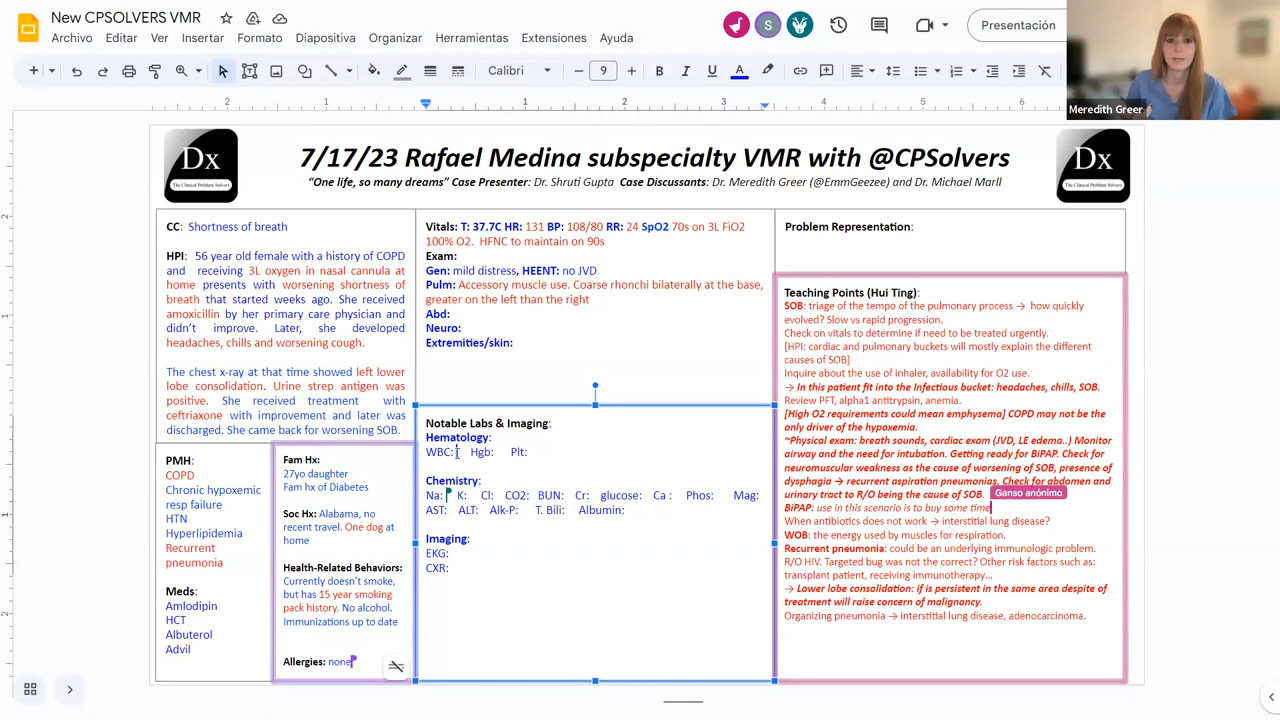 New CPSOLVERS VMR
Archivo Editar Ver Insertar Formato Diapositiva Organizar Herramientas Extensiones Ayuda
S
Presentación
Calibri 9
Meredith Greer
2 1 1 2 3 4 5 6
Dx
The Clinical Problem Solvers
7/17/23 Rafael Medina subspecialty VMR with @CPSolvers
“One life, so many dreams” Case Presenter: Dr. Shruti Gupta Case Discussants: Dr. Meredith Greer (@EmmGeezee) and Dr. Michael Marll
Dx
The Clinical Problem Solvers
CC: Shortness of breath
HPI: 56 year old female with a history of COPD
and receiving 3L oxygen in nasal cannula at
home presents with worsening shortness of
breath that started weeks ago. She received
amoxicillin by her primary care physician and
didn’t improve. Later, she developed
headaches, chills and worsening cough.
The chest x-ray at that time showed left lower
lobe consolidation. Urine strep antigen was
positive. She received treatment with
ceftriaxone with improvement and later was
discharged. She came back for worsening SOB.
PMH:
COPD
Chronic hypoxemic
resp failure
HTN
Hyperlipidemia
Recurrent
pneumonia
Meds:
Amlodipin
HCT
Albuterol
Advil
Fam Hx:
27yo daughter
Fam hx of Diabetes
Soc Hx: Alabama, no
recent travel. One dog at
home
Health-Related Behaviors:
Currently doesn’t smoke,
but has 15 year smoking
pack history. No alcohol.
Immunizations up to date
Allergies: none
Vitals: T: 37.7C HR: 131 BP: 108/80 RR: 24 SpO2 70s on 3L FiO2
100% O2. HFNC to maintain on 90s
Exam:
Gen: mild distress, HEENT: no JVD
Pulm: Accessory muscle use. Coarse rhonchi bilaterally at the base,
greater on the left than the right
Abd:
Neuro:
Extremities/skin:
Notable Labs & Imaging:
Hematology:
WBC: Hgb: Plt:
Chemistry:
Na: K: Cl: CO2: BUN: Cr: glucose: Ca : Phos: Mag:
AST: ALT: Alk-P: T. Bili: Albumin:
Imaging:
EKG:
CXR:
Problem Representation:
Teaching Points (Hui Ting):
SOB: triage of the tempo of the pulmonary process → how quickly
evolved? Slow vs rapid progression.
Check on vitals to determine if need to be treated urgently.
[HPI: cardiac and pulmonary buckets will mostly explain the different
causes of SOB]
Inquire about the use of inhaler, availability for O2 use.
→ In this patient fit into the Infectious bucket: headaches, chills, SOB.
Review PFT, alpha1 antitrypsin, anemia.
[High O2 requirements could mean emphysema] COPD may not be the
only driver of the hypoxemia.
~Physical exam: breath sounds, cardiac exam (JVD, LE edema..) Monitor
airway and the need for intubation. Getting ready for BiPAP. Check for
neuromuscular weakness as the cause of worsening of SOB, presence of
dysphagia → recurrent aspiration pneumonias. Check for abdomen and
urinary tract to R/O being the cause of SOB.
Ganso anónimo
BiPAP: use in this scenario is to buy some time
When antibiotics does not work → interstitial lung disease?
WOB: the energy used by muscles for respiration.
Recurrent pneumonia: could be an underlying immunologic problem.
R/O HIV. Targeted bug was not the correct? Other risk factors such as:
transplant patient, receiving immunotherapy...
→ Lower lobe consolidation: if is persistent in the same area despite of
treatment will raise concern of malignancy.
Organizing pneumonia → interstitial lung disease, adenocarcinoma.